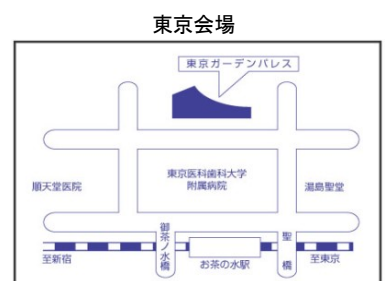 東京会場
東京ガーデンパレス
順天堂医院
東京医科歯科大学
附属病院
湯島聖堂
御茶ノ水橋
聖橋
至新宿
お茶の水駅
至東京